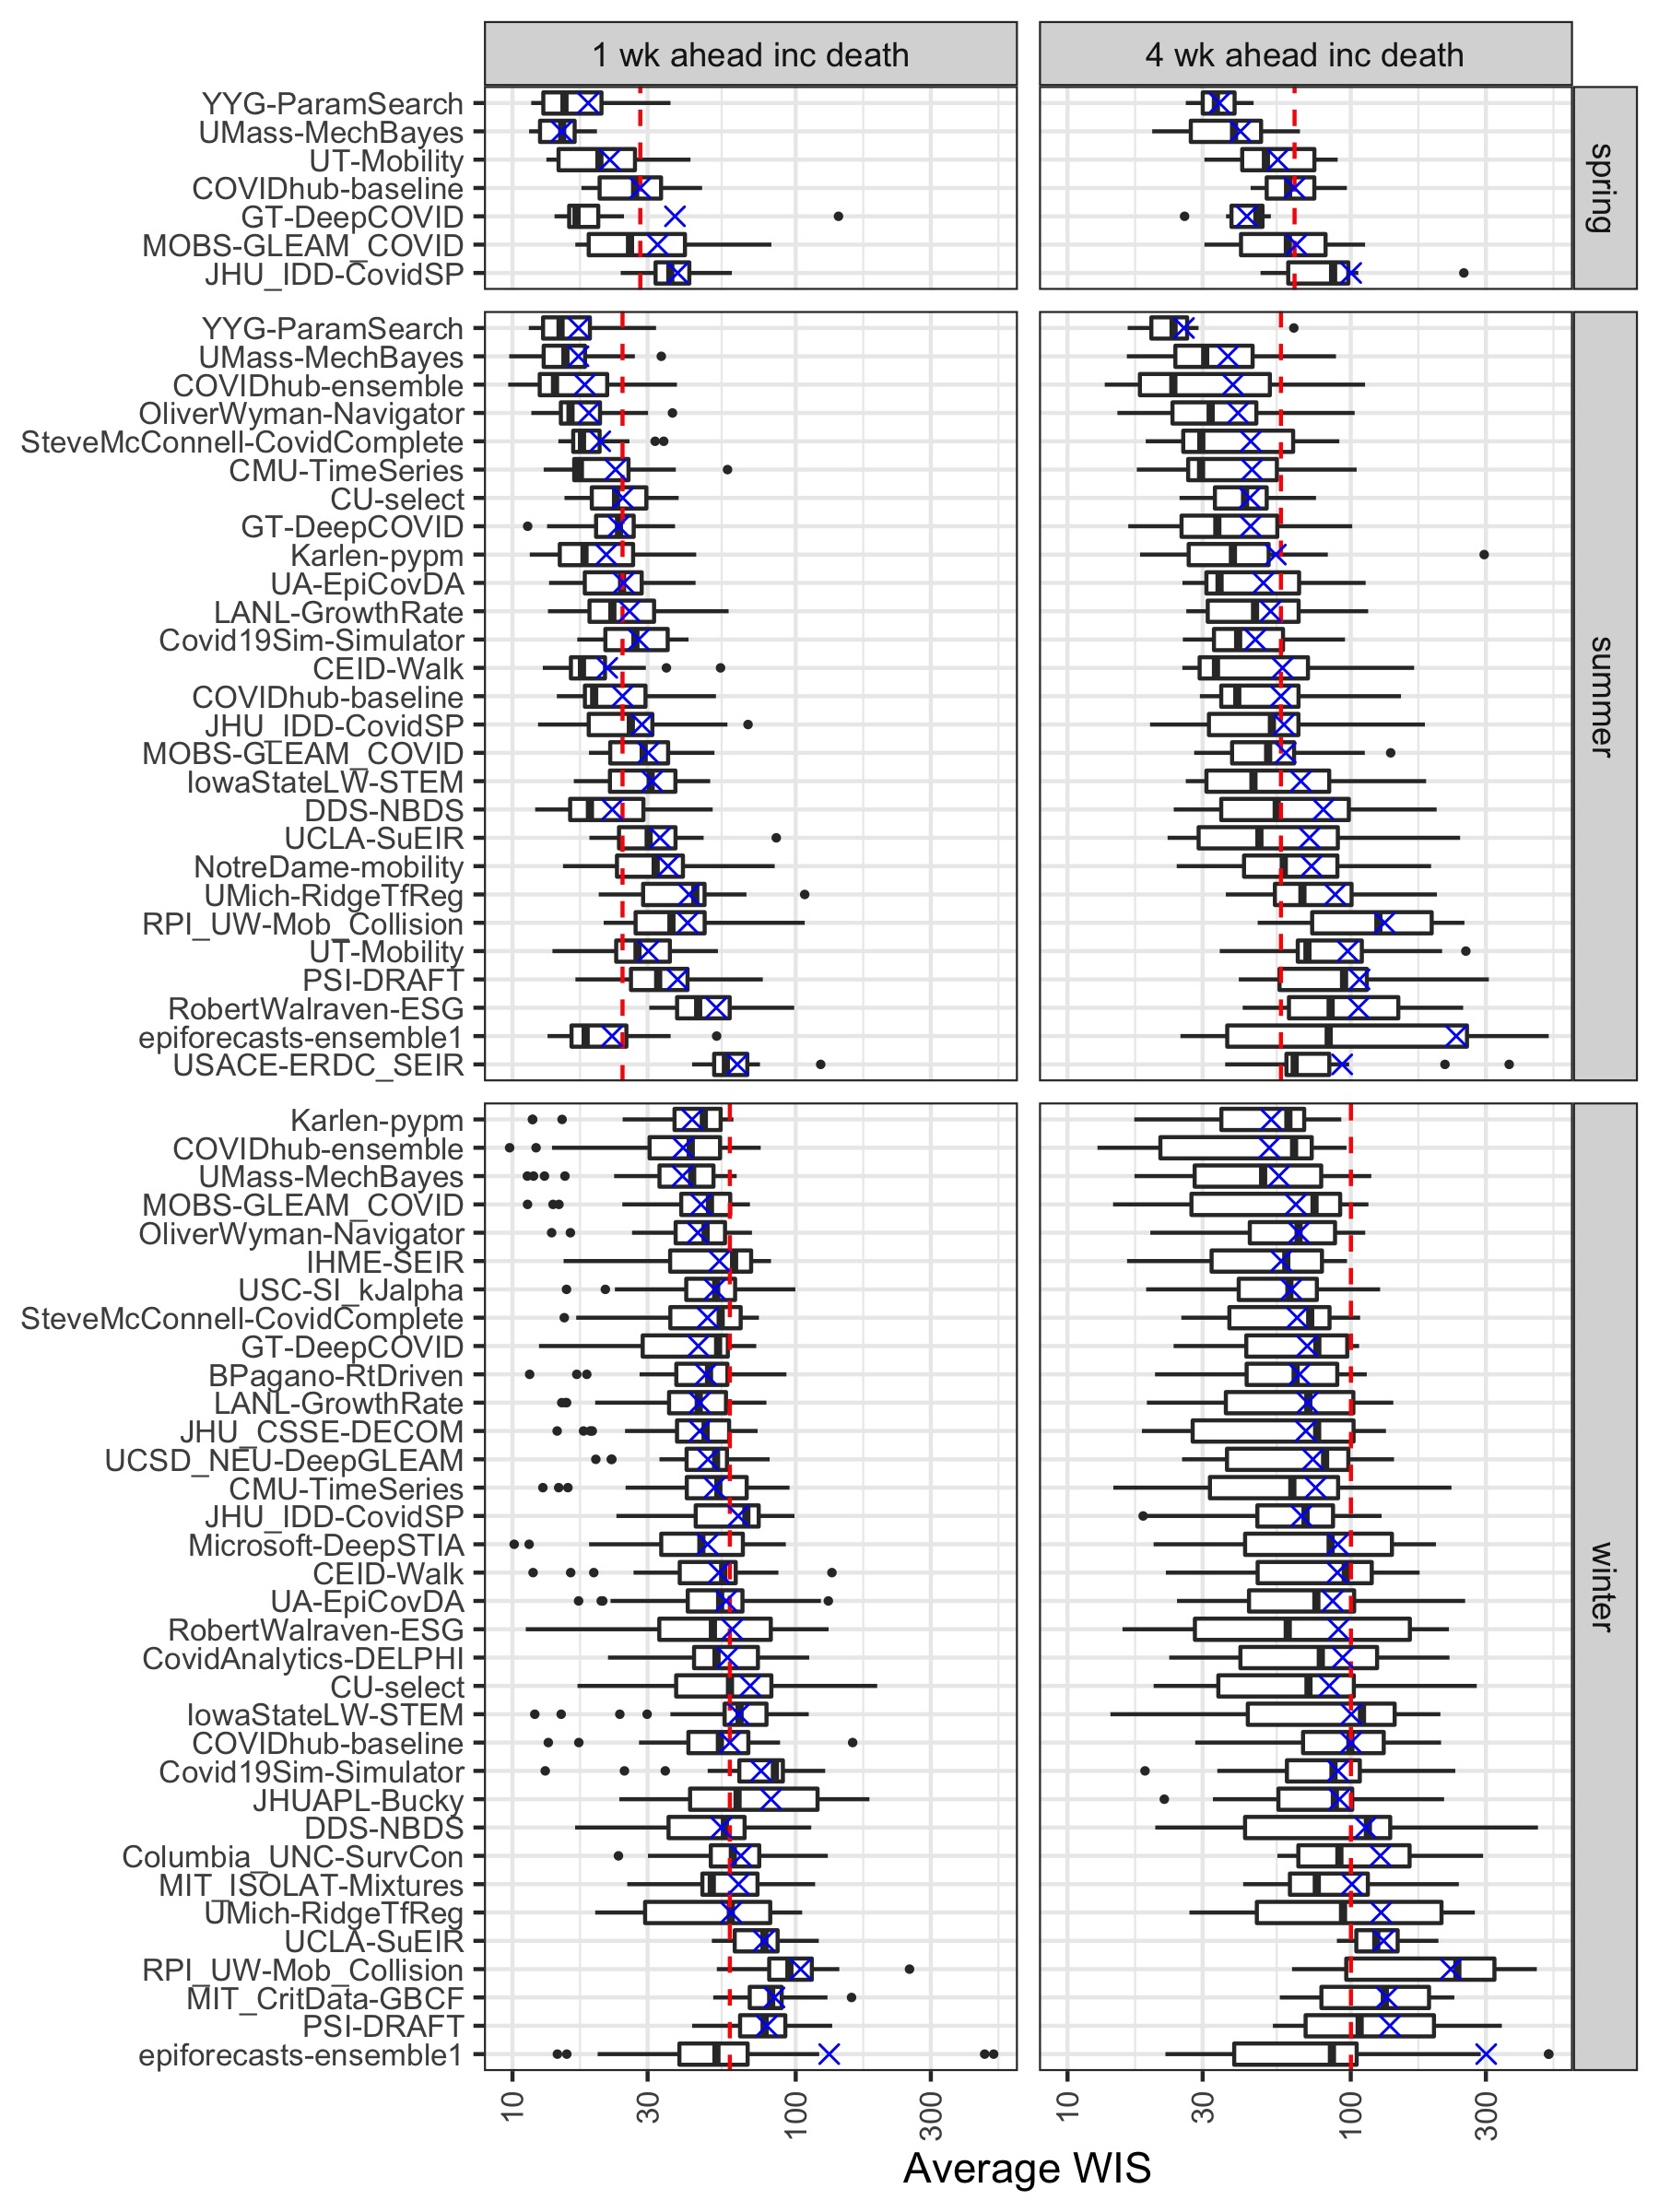 1 wk ahead inc death
4 wk ahead inc death
YYG-ParamSearch
UMass-MechBayes
UT-Mobility
COVIDhub-baseline
GT-DeepCOVID
MOBS-GLEAM_COVID
JHU_IDD-CovidSP
spring
YYG-ParamSearch
UMass-MechBayes
COVIDhub-ensemble
OliverWyman-Navigator
SteveMcConnell-CovidComplete
CMU-TimeSeries
CU-select
GT-DeepCOVID
Karlen-pypm
UA-EpiCovDA
LANL-GrowthRate
Covid19Sim-Simulator
CEID-Walk
COVIDhub-baseline
JHU_IDD-CovidSP
MOBS-GLEAM_COVID
IowaStateLW-STEM
DDS-NBDS
UCLA-SuEIR
NotreDame-mobility
UMich-RidgeTfReg
RPI_UW-Mob_Collision
UT-Mobility
PSI-DRAFT
RobertWalraven-ESG
epiforecasts-ensemble1
USACE-ERDC_SEIR
summer
Karlen-pypm
COVIDhub-ensemble
UMass-MechBayes
MOBS-GLEAM_COVID
OliverWyman-Navigator
IHME-SEIR
USC-SI_kJalpha
SteveMcConnell-CovidComplete
GT-DeepCOVID
BPagano-RtDriven
LANL-GrowthRate
JHU_CSSE-DECOM
UCSD_NEU-DeepGLEAM
CMU-TimeSeries
JHU_IDD-CovidSP
Microsoft-DeepSTIA
CEID-Walk
UA-EpiCovDA
RobertWalraven-ESG
CovidAnalytics-DELPHI
CU-select
IowaStateLW-STEM
COVIDhub-baseline
Covid19Sim-Simulator
JHUAPL-Bucky
DDS-NBDS
Columbia_UNC-SurvCon
MIT_ISOLAT-Mixtures
UMich-RidgeTfReg
UCLA-SuEIR
RPI_UW-Mob_Collision
MIT_CritData-GBCF
PSI-DRAFT
epiforecasts-ensemble1
winter
10 30 100 300
10 30 100 300
Average WIS